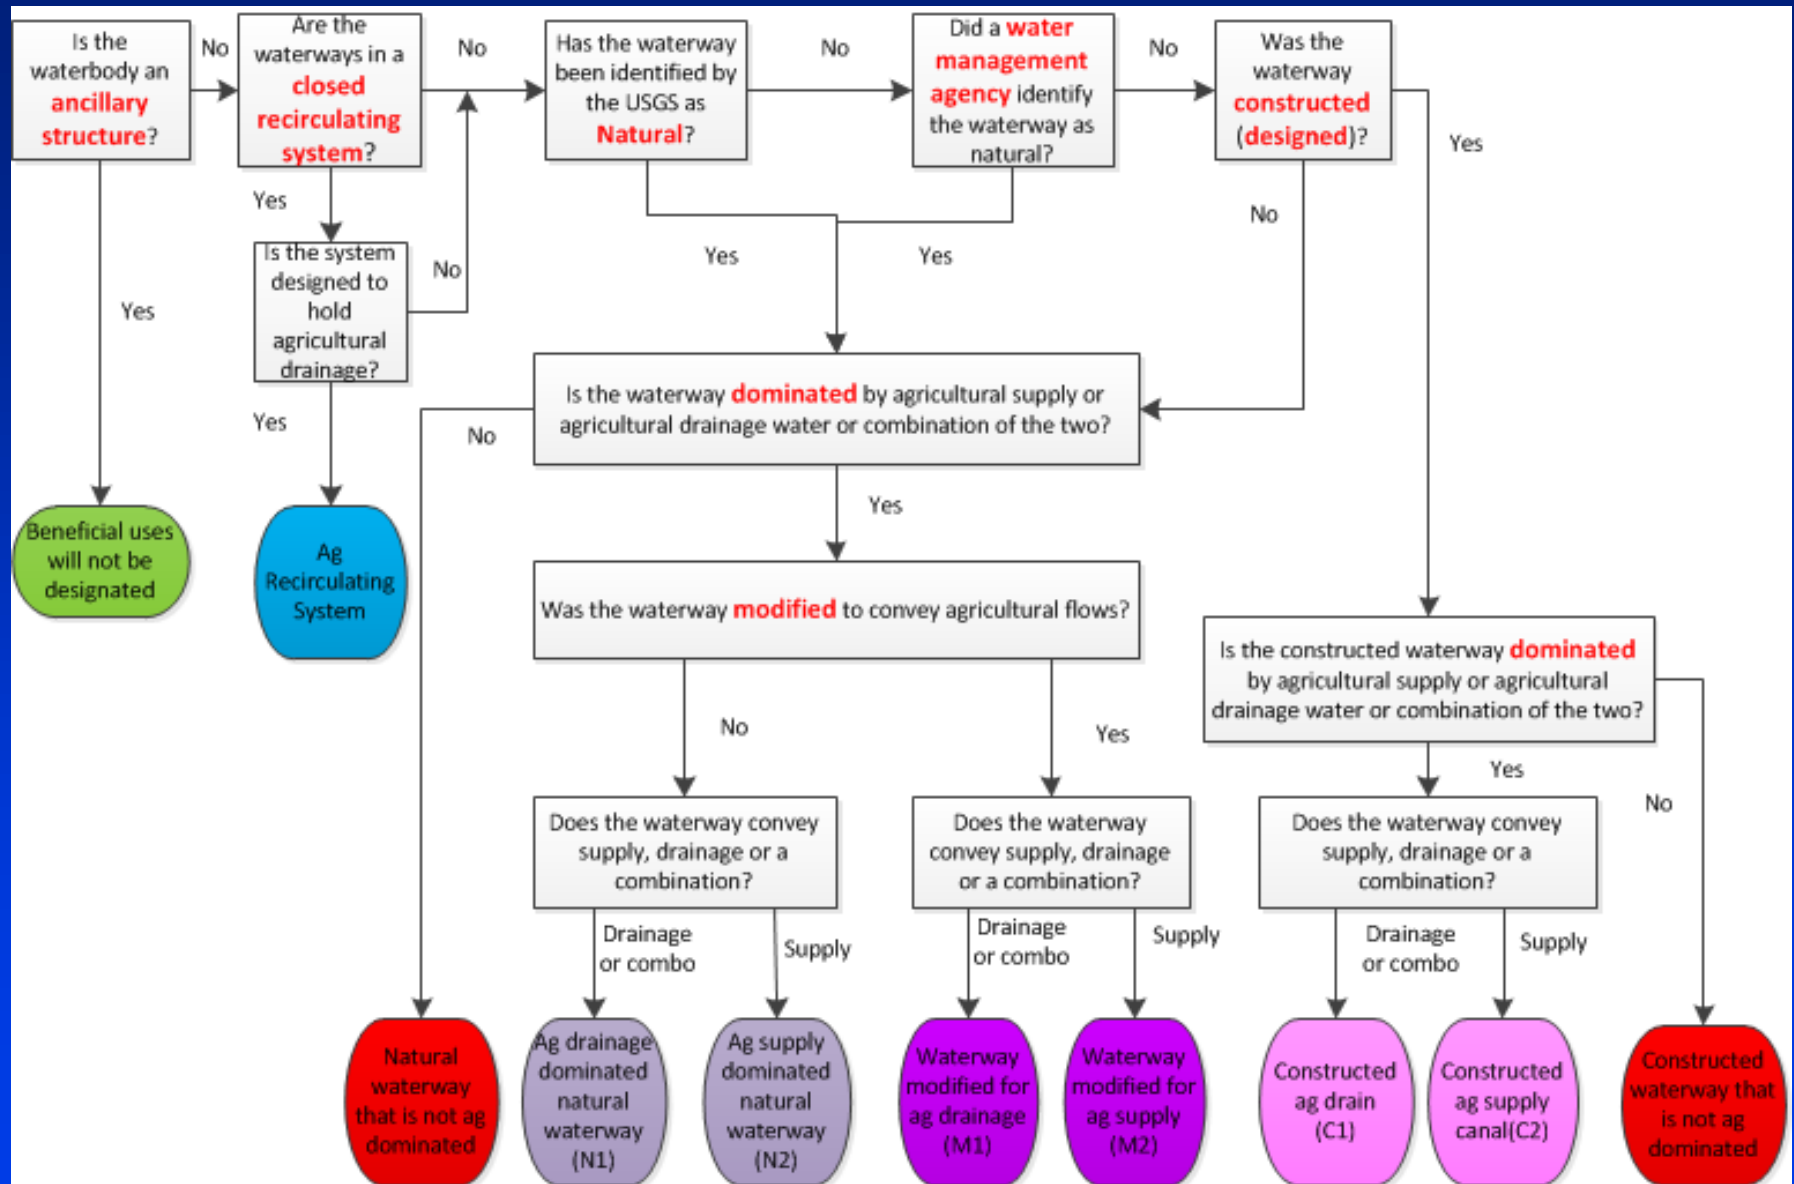 Is the
waterbody an
ancillary
structure?
No
Are the
waterways in a
closed
recirculating
system?
No
Has the waterway
been identified by
the USGS as
Natural?
No
Did a water
management
agency identify
the waterway as
natural?
No
Was the
waterway
constructed
(designed)?
Yes
Yes
No
Is the system
designed to
hold
agricultural
drainage?
No
Yes
Yes
Yes
Yes
Is the waterway dominated by agricultural supply or
agricultural drainage water or combination of the two?
No
Yes
Beneficial uses
will not be
designated
Ag
Recirculating
System
Was the waterway modified to convey agricultural flows?
Is the constructed waterway dominated
by agricultural supply or agricultural
drainage water or combination of the two?
No
Yes
Yes
No
Does the waterway convey
supply, drainage or a
combination?
Does the waterway
convey supply, drainage
or a combination?
Does the waterway convey
supply, drainage or a
combination?
Drainage
or combo
Supply
Drainage
or combo
Supply
Drainage
or combo
Supply
Natural
waterway
that is not ag
dominated
Ag drainage
dominated
natural
waterway
(N1)
Ag supply
dominated
natural
waterway
(N2)
Waterway
modified for
ag drainage
(M1)
Waterway
modified for
ag supply
(M2)
Constructed
ag drain
(C1)
Constructed
ag supply
canal(C2)
Constructed
waterway that
is not ag
dominated